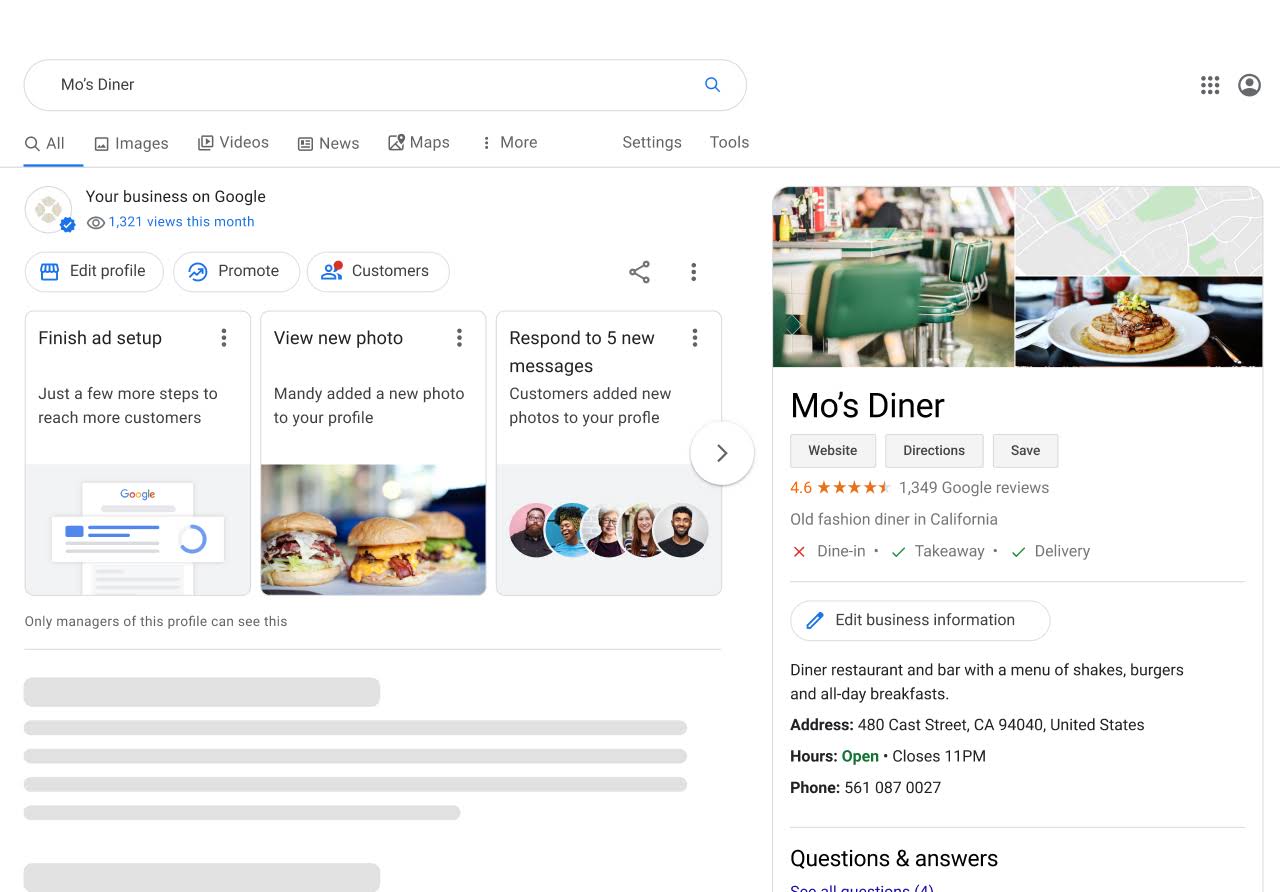 Mo’s Diner
All
Images
Videos
News
Maps
More
Settings
Tools
Your business on Google
1,321 views this month
Edit profile
Promote
Customers
Finish ad setup
Just a few more steps to
reach more customers
Google
View new photo
Mandy added a new photo
to your profile
Respond to 5 new
messages
Customers added new
photos to your profle
Only managers of this profile can see this
Mo’s Diner
Website
Directions
Save
4.6 1,349 Google reviews
Old fashion diner in California
Dine-in • Takeaway • Delivery
Edit business information
Diner restaurant and bar with a menu of shakes, burgers
and all-day breakfasts.
Address: 480 Cast Street, CA 94040, United States
Hours: Open • Closes 11PM
Phone: 561 087 0027
Questions & answers
See all questions (4)